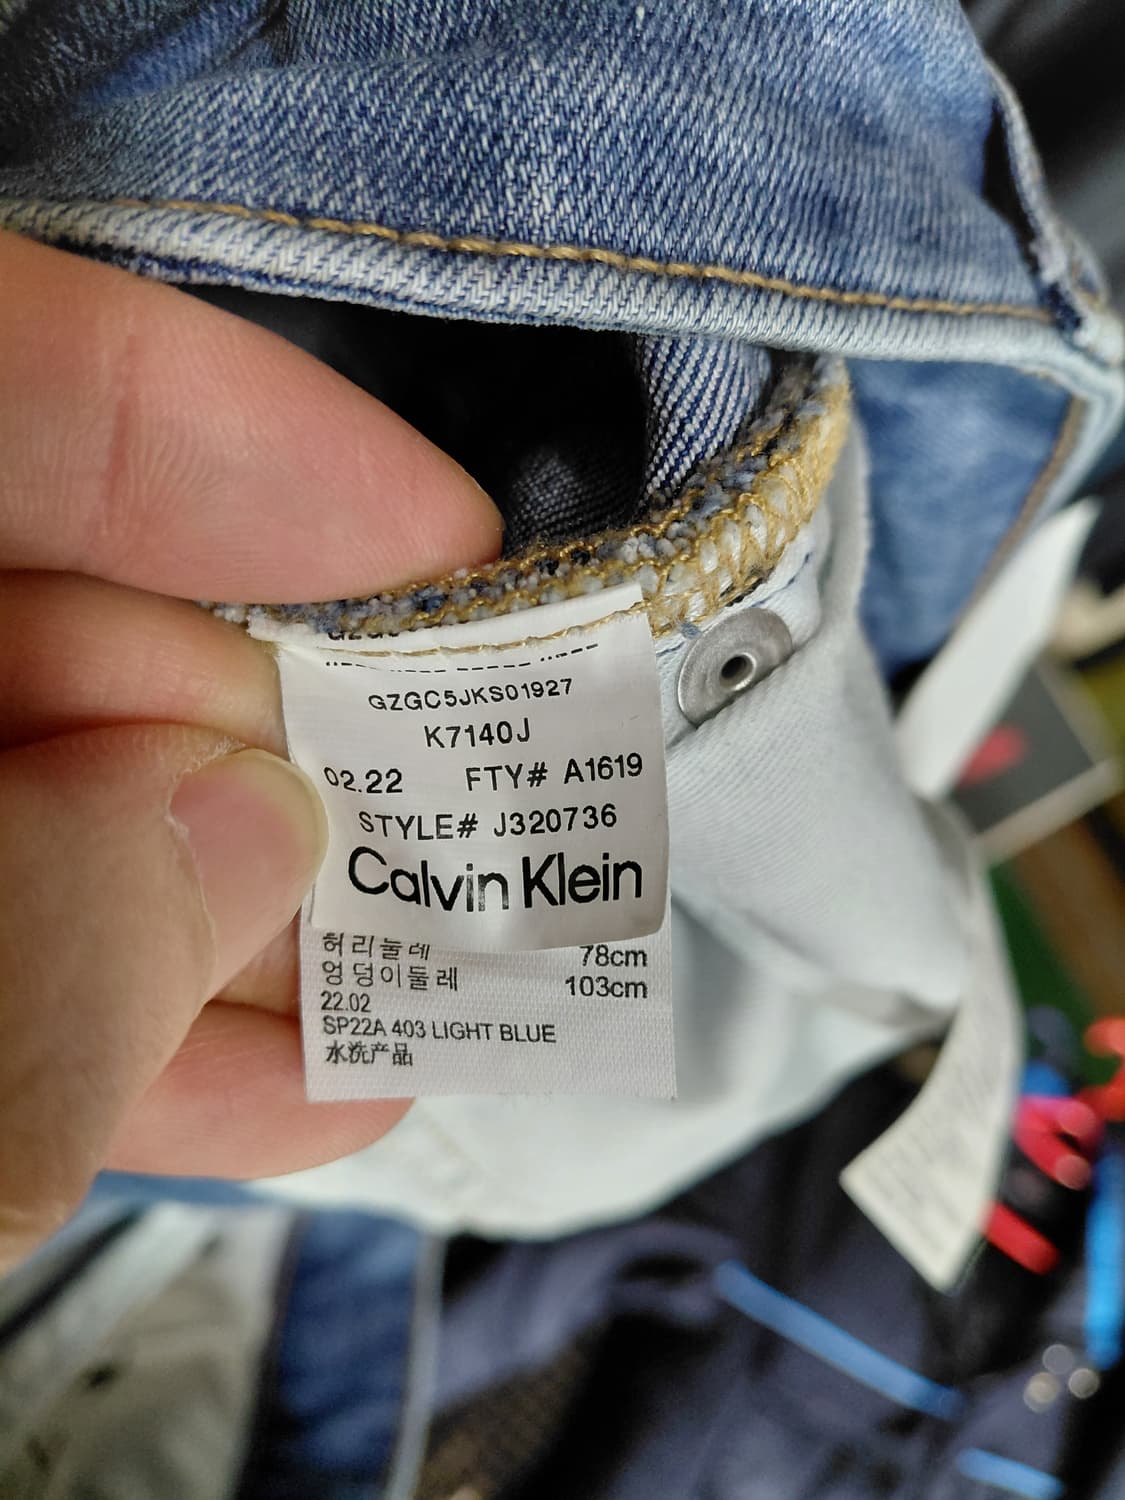 GZGC5JKS01927
K7140J
02.22 FTY# A1619
STYLE# J320736
Calvin Klein
허리둘레 78cm
엉덩이둘레 103cm
22.02
SP22A 403 LIGHT BLUE
水洗产品